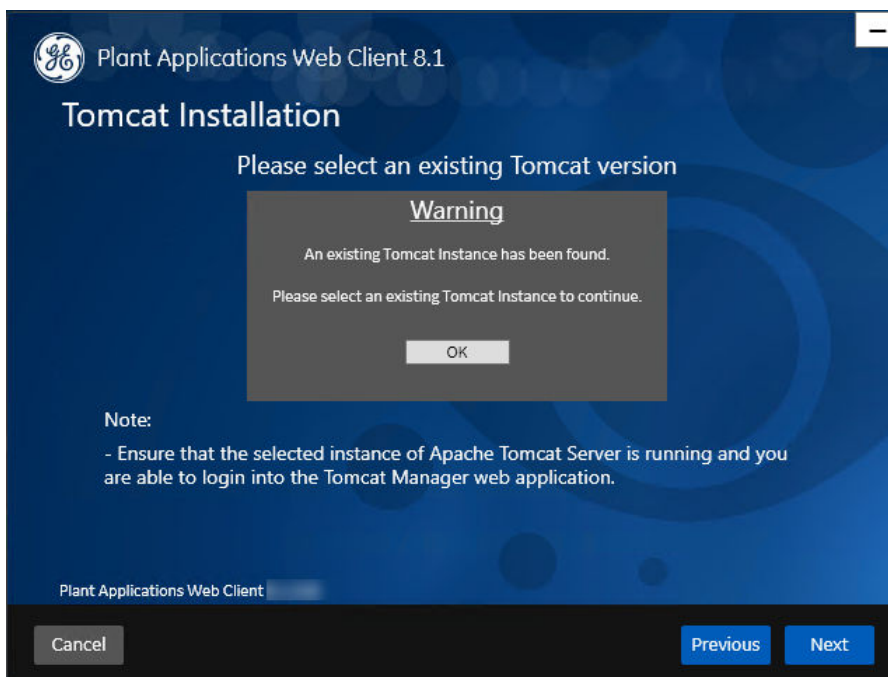 Plant Applications Web Client 8.1
Tomcat Installation
Please select an existing Tomcat version
Warning
An existing Tomcat Instance has been found.
Please select an existing Tomcat Instance to continue.
OK
Note:
- Ensure that the selected instance of Apache Tomcat Server is running and you
are able to login into the Tomcat Manager web application.
Plant Applications Web Client
Cancel
Previous
Next